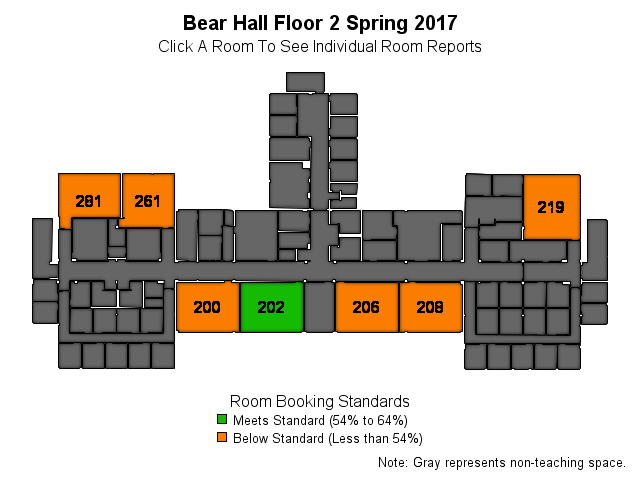 Bear Hall Floor 2 Spring 2017
Click A Room To See Individual Room Reports
281 261 219
200 202 206 208
Room Booking Standards
Meets Standard (54% to 64%)
Below Standard (Less than 54%)
Note: Gray represents non-teaching space.